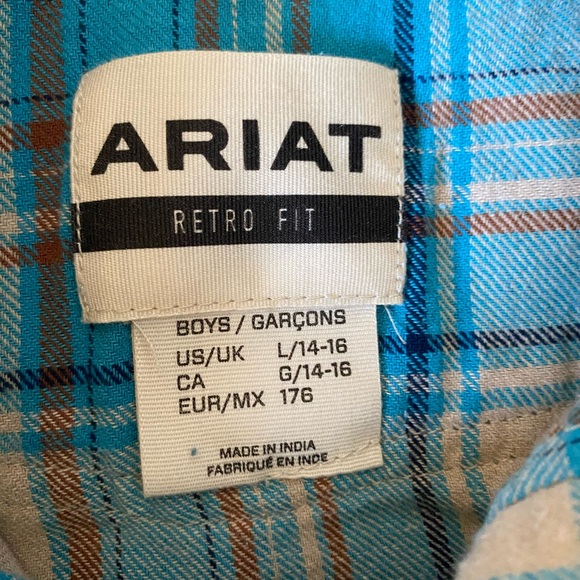 ARIAT
RETRO FIT
BOYS / GARÇONS
US/UK L/14-16
CA G/14-16
EUR/MX 176
MADE IN INDIA
FABRIQUÉ EN INDE